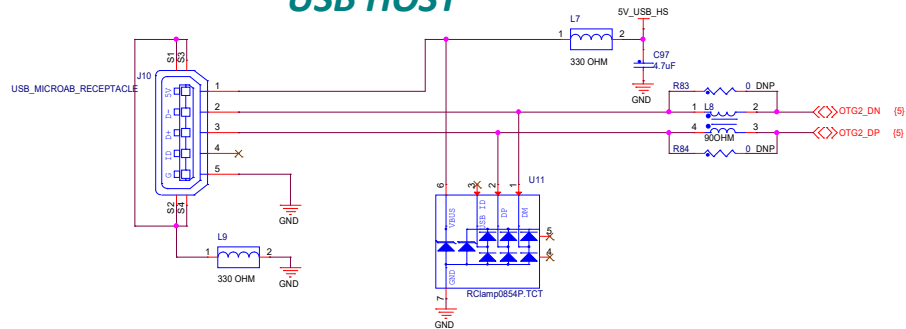 USB HOST
L7
5V_USB_HS
1 2
330 OHM
C97
4.7uF
GND
S1
S3
J10
USB_MICROAB_RECEPTACLE
5V 1
D- 2
D+ 3
ID 4
G 5
S2
S4
GND
L9
1 2
330 OHM
GND
R83 0 DNP
1 L8 2
4 3
90OHM
R84 0 DNP
OTG2_DN {5}
OTG2_DP {5}
U11
6 3 2 1
VBUS
USB ID
DP
DM
5
4
GND
7
RClamp0854P.TCT
GND